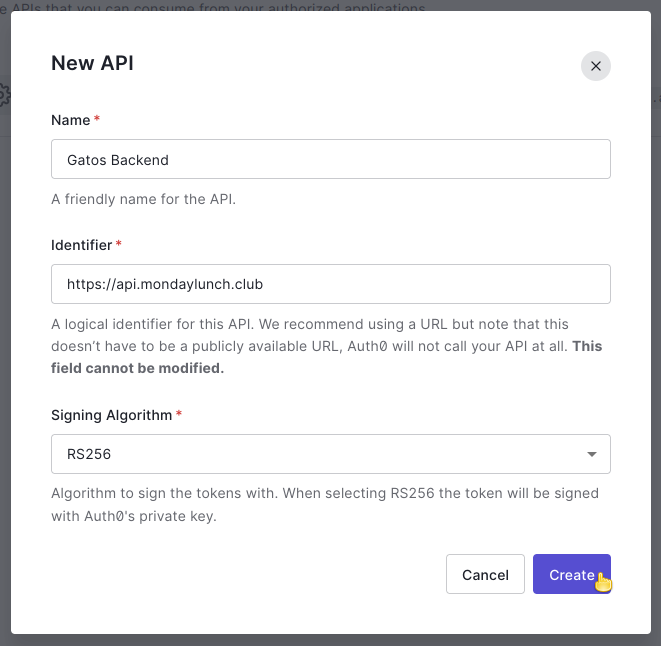 e APIs that you can consume from your authorized applications.
New API
Name *
Gatos Backend
A friendly name for the API.
Identifier *
https://api.mondaylunch.club
A logical identifier for this API. We recommend using a URL but note that this
doesn’t have to be a publicly available URL, Auth0 will not call your API at all. This
field cannot be modified.
Signing Algorithm *
RS256
Algorithm to sign the tokens with. When selecting RS256 the token will be signed
with Auth0's private key.
Cancel
Create